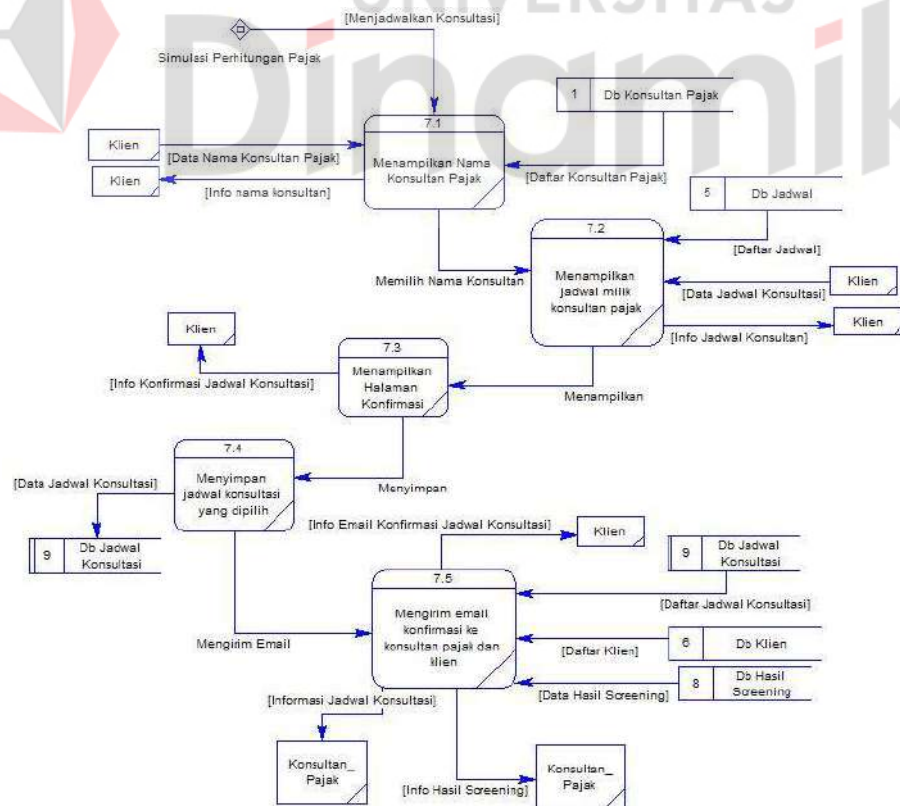 UNIVERSITAS
Dinamik
[Menjadwalkan Konsultasi]
Simulasi Perhitungan Pajak
1 Db Konsultan Pajak
7.1
Menampilkan Nama
Konsultan Pajak
Klien
[Data Nama Konsultan Pajak]
Klien
[Info nama konsultan]
[Daftar Konsultan Pajak]
5 Db Jadwal
7.2
Menampilkan
jadwal milik
konsultan pajak
[Daftar Jadwal]
Memilih Nama Konsultan
Klien
[Data Jadwal Konsultasi]
Klien
[Info Jadwal Konsultan]
Klien
7.3
Menampilkan
Halaman
Konfirmasi
[Info Konfirmasi Jadwal Konsultasi]
Menampilkan
7.4
Menyimpan
jadwal konsultasi
yang dipilih
[Data Jadwal Konsultasi]
Menyimpan
9 Db Jadwal
Konsultasi
[Info Email Konfirmasi Jadwal Konsultasi]
Klien
9 Db Jadwal
Konsultasi
7.5
Mengirim email
konfirmasi ke
konsultan pajak dan
klien
[Daftar Jadwal Konsultasi]
Mengirim Email
[Daftar Klien]
6 Db Klien
[Data Hasil Screening]
8 Db Hasil
Screening
[Informasi Jadwal Konsultasi]
Konsultan_
Pajak
[Info Hasil Screening]
Konsultan_
Pajak